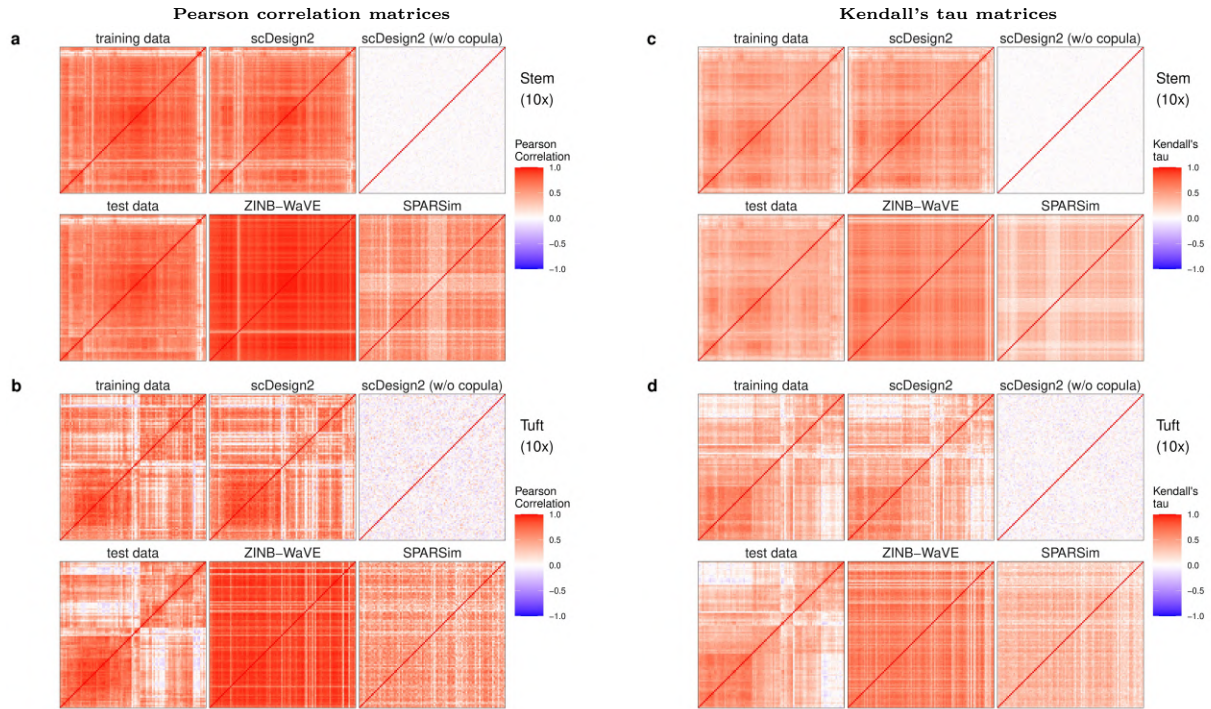 Pearson correlation matrices
Kendall's tau matrices
a
training data
scDesign2
scDesign2 (w/o copula)
Stem
(10x)
Pearson
Correlation
1.0
0.5
0.0
−0.5
−1.0
test data
ZINB−WaVE
SPARSim
b
training data
scDesign2
scDesign2 (w/o copula)
Tuft
(10x)
Pearson
Correlation
1.0
0.5
0.0
−0.5
−1.0
test data
ZINB−WaVE
SPARSim
c
training data
scDesign2
scDesign2 (w/o copula)
Stem
(10x)
Kendall's
tau
1.0
0.5
0.0
−0.5
−1.0
test data
ZINB−WaVE
SPARSim
d
training data
scDesign2
scDesign2 (w/o copula)
Tuft
(10x)
Kendall's
tau
1.0
0.5
0.0
−0.5
−1.0
test data
ZINB−WaVE
SPARSim